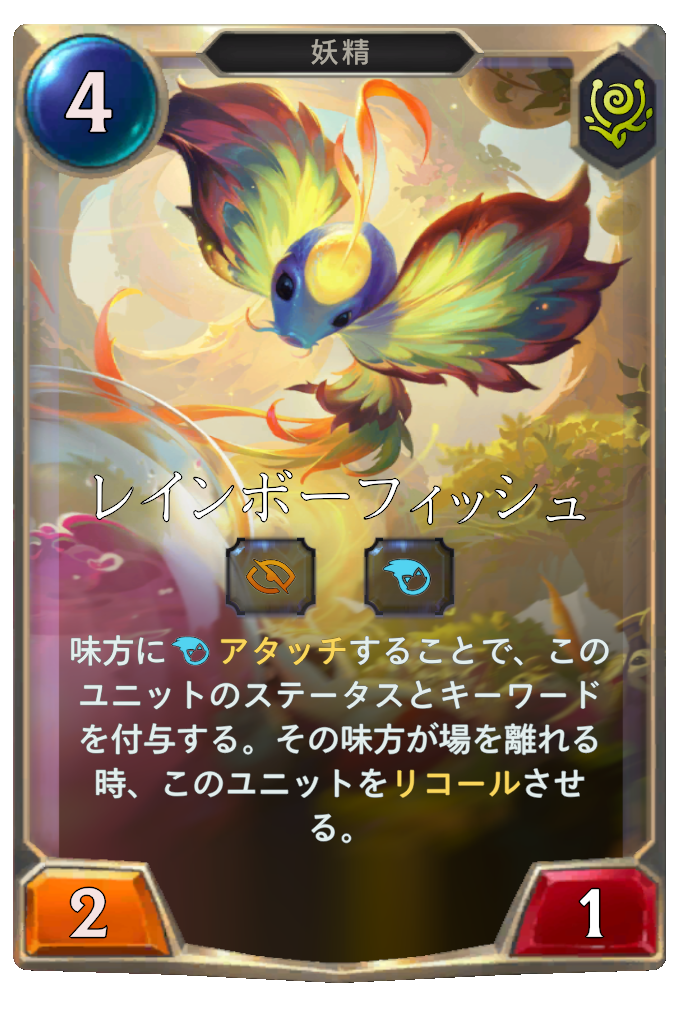 妖精
4
レインボーフィッシュ
味方に アタッチすることで、この
ユニットのステータスとキーワード
を付与する。その味方が場を離れる
時、このユニットをリコールさせ
る。
2
1